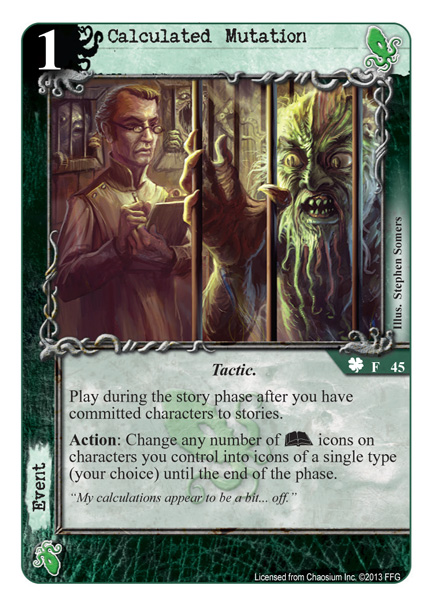 1
Calculated Mutation
Illus. Stephen Somers
Tactic.
F 45
Play during the story phase after you have
committed characters to stories.
Action: Change any number of icons on
characters you control into icons of a single type
(your choice) until the end of the phase.
“My calculations appear to be a bit... off.”
Event
Licensed from Chaosium Inc. ©2013 FFG